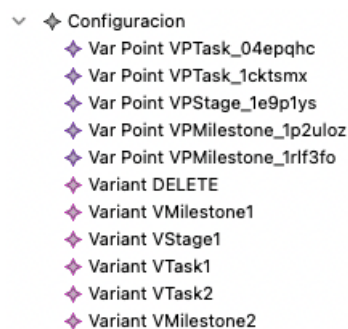 Configuracion
Var Point VPTask_04epqhc
Var Point VPTask_1cktsmx
Var Point VPStage_1e9p1ys
Var Point VPMilestone_1p2uloz
Var Point VPMilestone_1rlf3fo
Variant DELETE
Variant VMilestone1
Variant VStage1
Variant VTask1
Variant VTask2
Variant VMilestone2